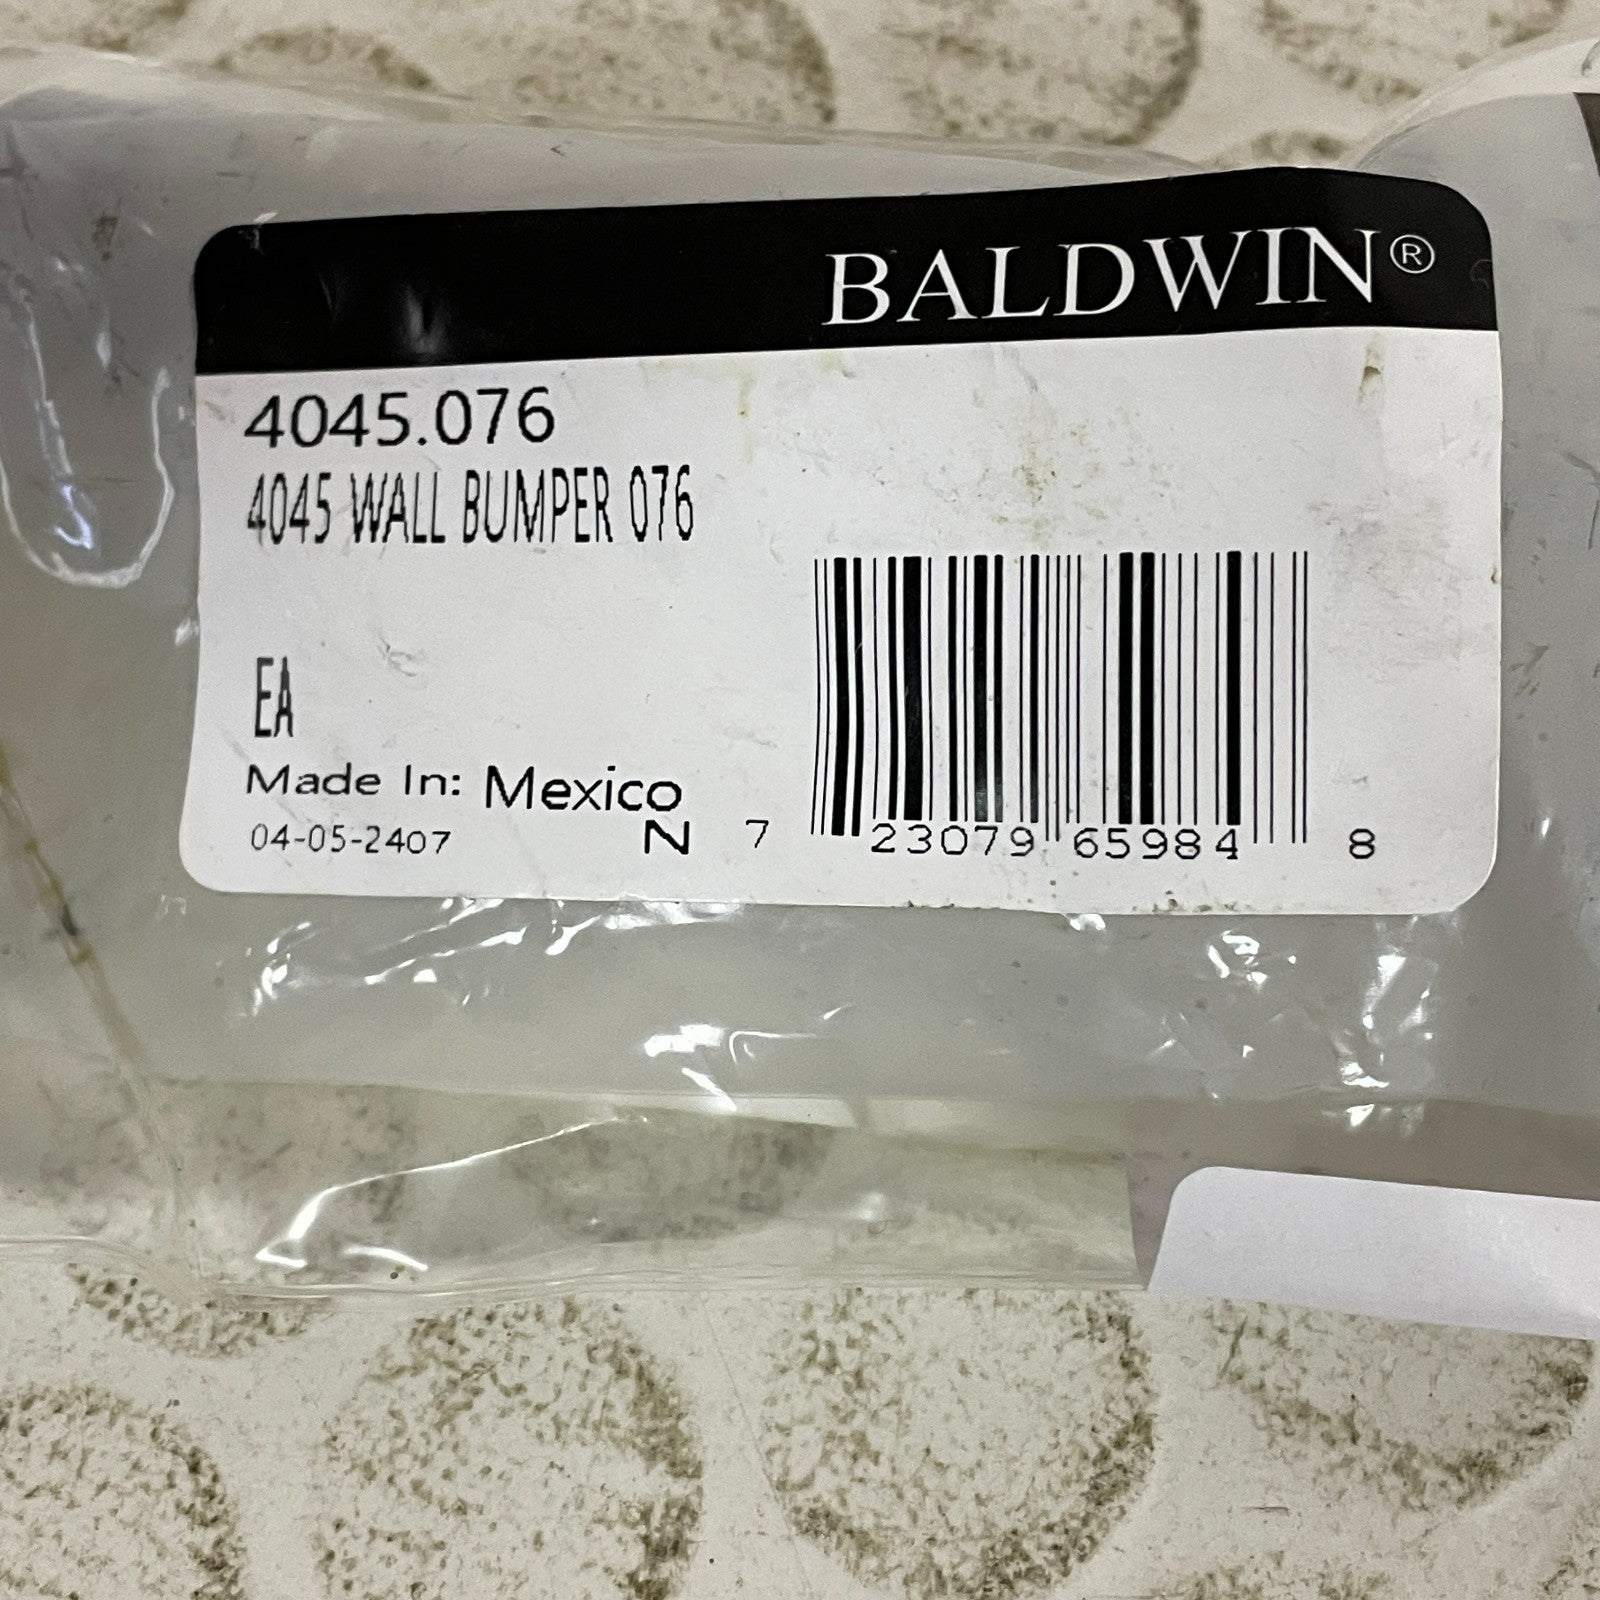 BALDWIN®
4045.076
4045 WALL BUMPER 076
EA
Made In: Mexico
04-05-2407 N
7 23079 65984 8